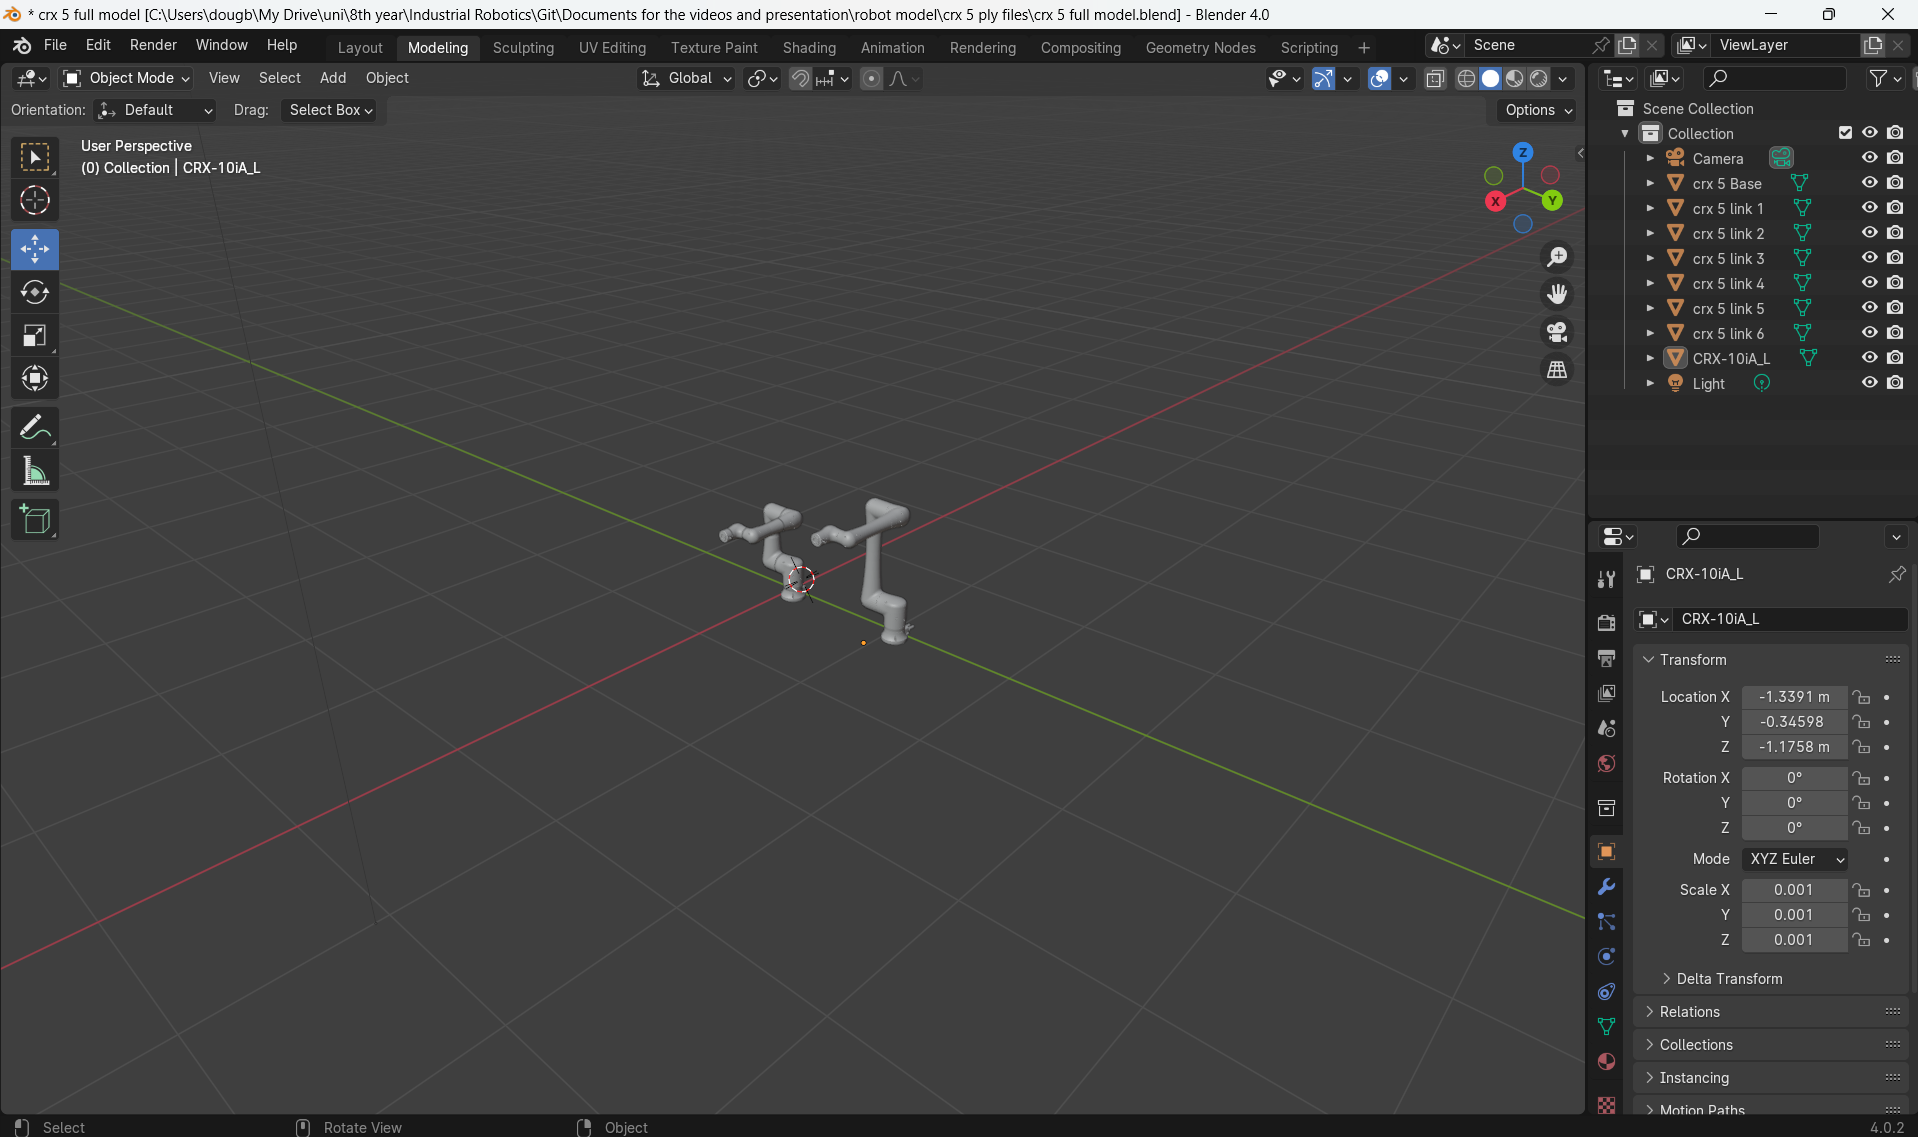 * crx 5 full model [C:\Users\dougb\My Drive\uni\8th year\Industrial Robotics\Git\Documents for the videos and presentation\robot model\crx 5 ply files\crx 5 full model.blend] - Blender 4.0
File Edit Render Window Help Layout Modeling Sculpting UV Editing Texture Paint Shading Animation Rendering Compositing Geometry Nodes Scripting + Scene ViewLayer
Object Mode View Select Add Object Global
Orientation: Default Drag: Select Box Options
User Perspective
(0) Collection | CRX-10iA_L
Z
X
Y
Scene Collection
Collection
Camera
crx 5 Base
crx 5 link 1
crx 5 link 2
crx 5 link 3
crx 5 link 4
crx 5 link 5
crx 5 link 6
CRX-10iA_L
Light
CRX-10iA_L
CRX-10iA_L
Transform
Location X -1.3391 m
Y -0.34598
Z -1.1758 m
Rotation X 0°
Y 0°
Z 0°
Mode XYZ Euler
Scale X 0.001
Y 0.001
Z 0.001
Delta Transform
Relations
Collections
Instancing
Motion Paths
Select Rotate View Object 4.0.2